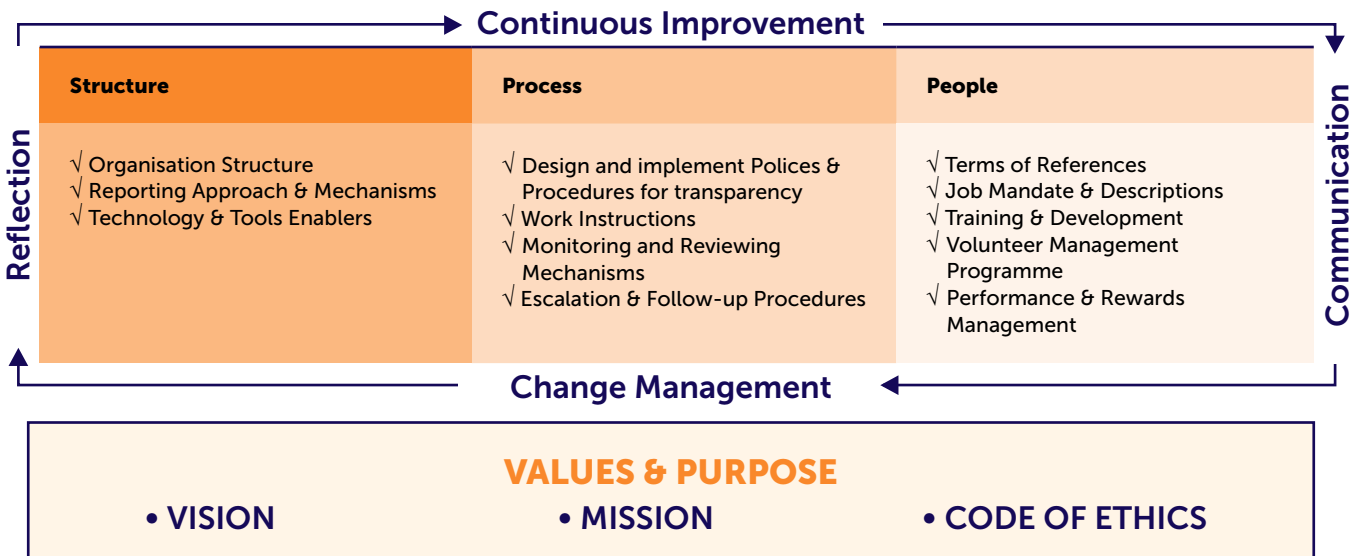 Continuous Improvement
Reflection
Structure
√ Organisation Structure
√ Reporting Approach & Mechanisms
√ Technology & Tools Enablers
Process
√ Design and implement Polices &
Procedures for transparency
√ Work Instructions
√ Monitoring and Reviewing
Mechanisms
√ Escalation & Follow-up Procedures
People
√ Terms of References
√ Job Mandate & Descriptions
√ Training & Development
√ Volunteer Management
Programme
√ Performance & Rewards
Management
Communication
Change Management
VALUES & PURPOSE
• VISION
• MISSION
• CODE OF ETHICS